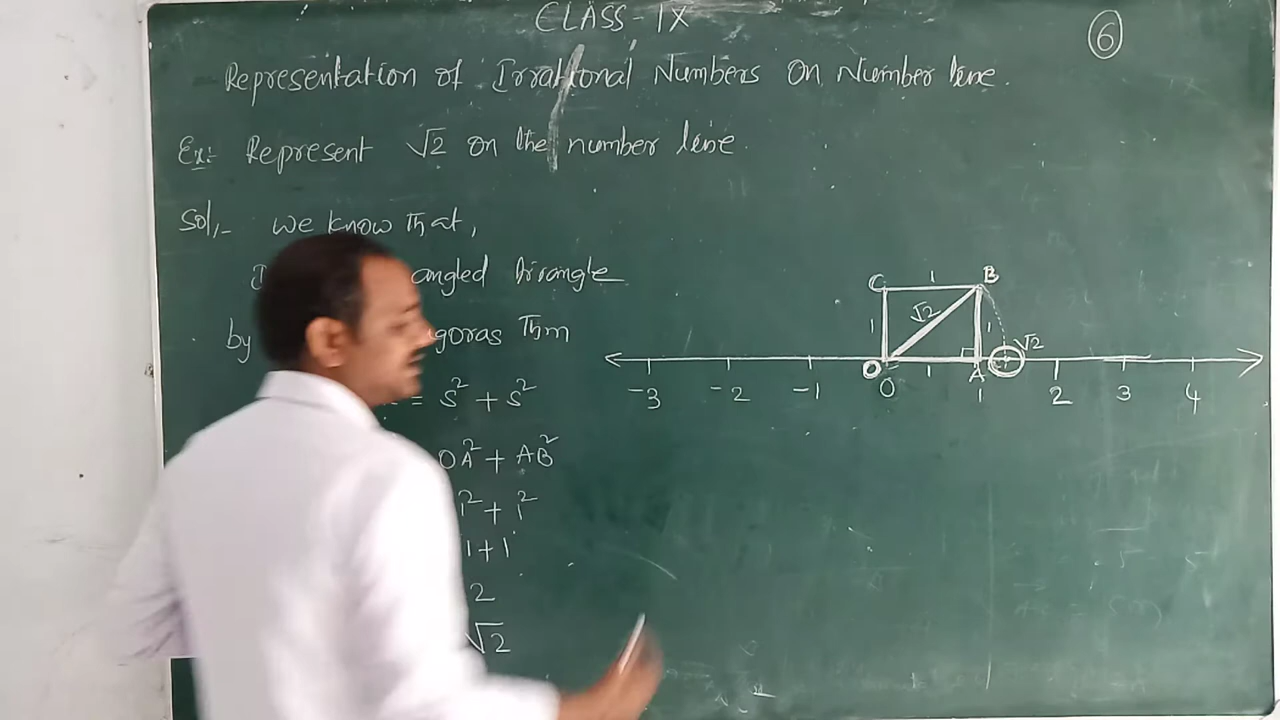 CLASS-IX
6
Representation of Irrational Numbers on Number line.
Ex:- Represent √2 on the number line.
Sol,- we know that,
angled triangle
by goras Thm
= S² + S²
OA² + AB²
1² + 1²
1+1
2
√2
C 1 B
1 √2 1 √2
O 1 A
-3 -2 -1 0 1 2 3 4